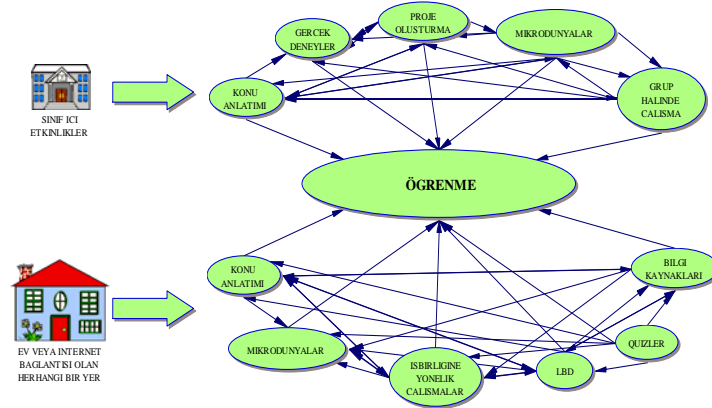 GERCEK
DENEYLER
PROJE
OLUSTURMA
MIKRODUNYALAR
KONU
ANLATIMI
GRUP
HALINDE
CALISMA
SINIF ICI
ETKINLIKLER
ÖGRENME
KONU
ANLATIMI
BILGI
KAYNAKLARI
MIKRODUNYALAR
ISBIRLIGINE
YONELIK
CALISMALAR
LBD
QUIZLER
EV VEYA INTERNET
BAGLANTISI OLAN
HERHANGI BIR YER